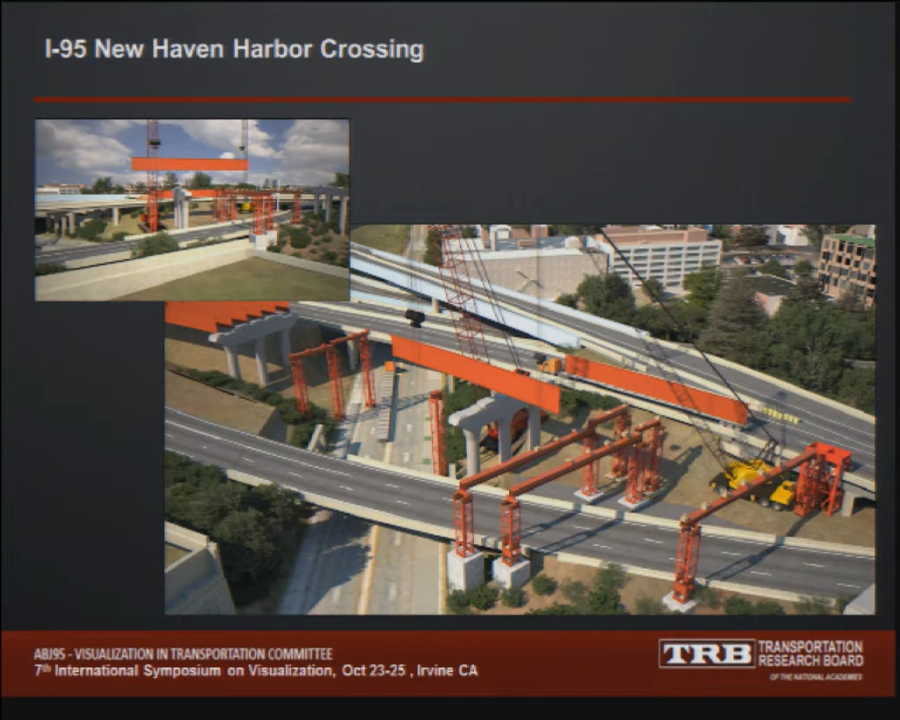 I-95 New Haven Harbor Crossing
ABJ95 - VISUALIZATION IN TRANSPORTATION COMMITTEE
7th International Symposium on Visualization, Oct 23-25 , Irvine CA
TRB
TRANSPORTATION
RESEARCH BOARD
OF THE NATIONAL ACADEMIES